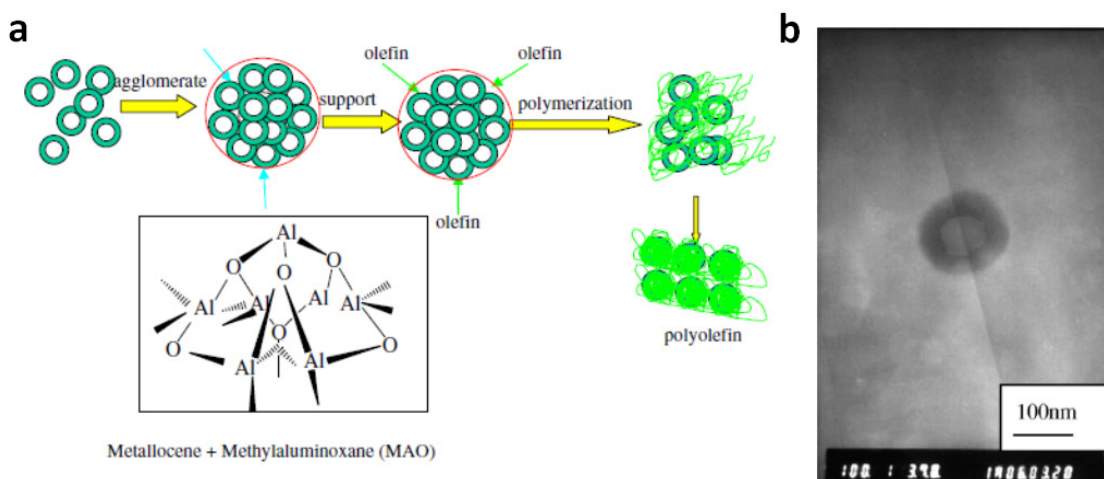 a
agglomerate
support
olefin
olefin
olefin
polymerization
polyolefin
Al
O
O
O
Al
Al
Al
Al
O
O
O
Al
Al
Metallocene + Methylaluminoxane (MAO)
b
100nm